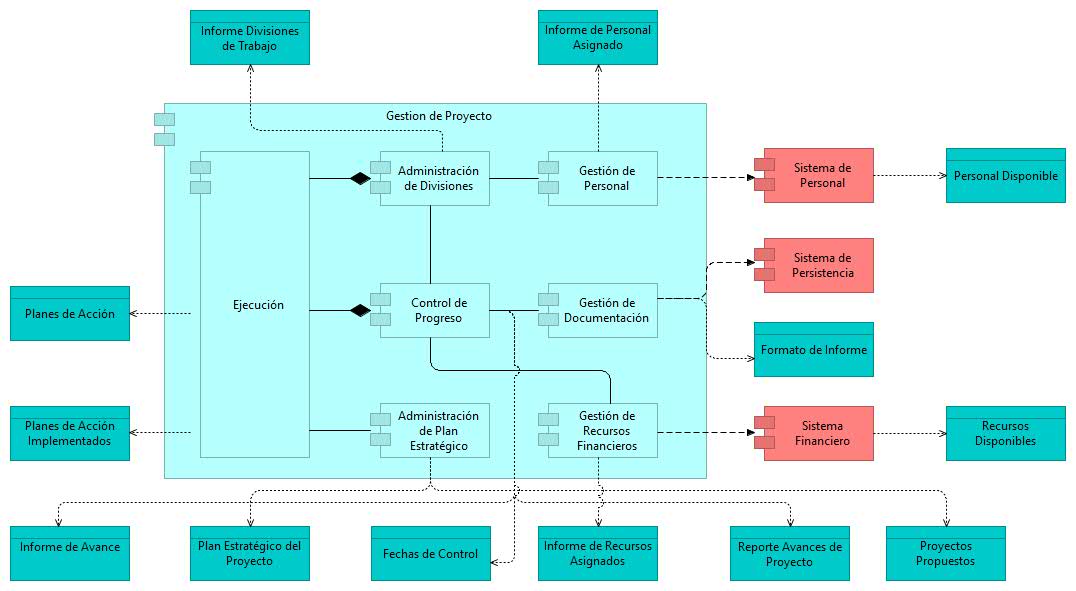 Informe Divisiones
de Trabajo
Informe de Personal
Asignado
Gestion de Proyecto
Administración
de Divisiones
Gestión de
Personal
Sistema de
Personal
Personal Disponible
Sistema de
Persistencia
Ejecución
Planes de Acción
Control de
Progreso
Gestión de
Documentación
Formato de Informe
Planes de Acción
Implementados
Administración
de Plan
Estratégico
Gestión de
Recursos
Financieros
Sistema
Financiero
Recursos
Disponibles
Informe de Avance
Plan Estratégico del
Proyecto
Fechas de Control
Informe de Recursos
Asignados
Reporte Avances de
Proyecto
Proyectos
Propuestos